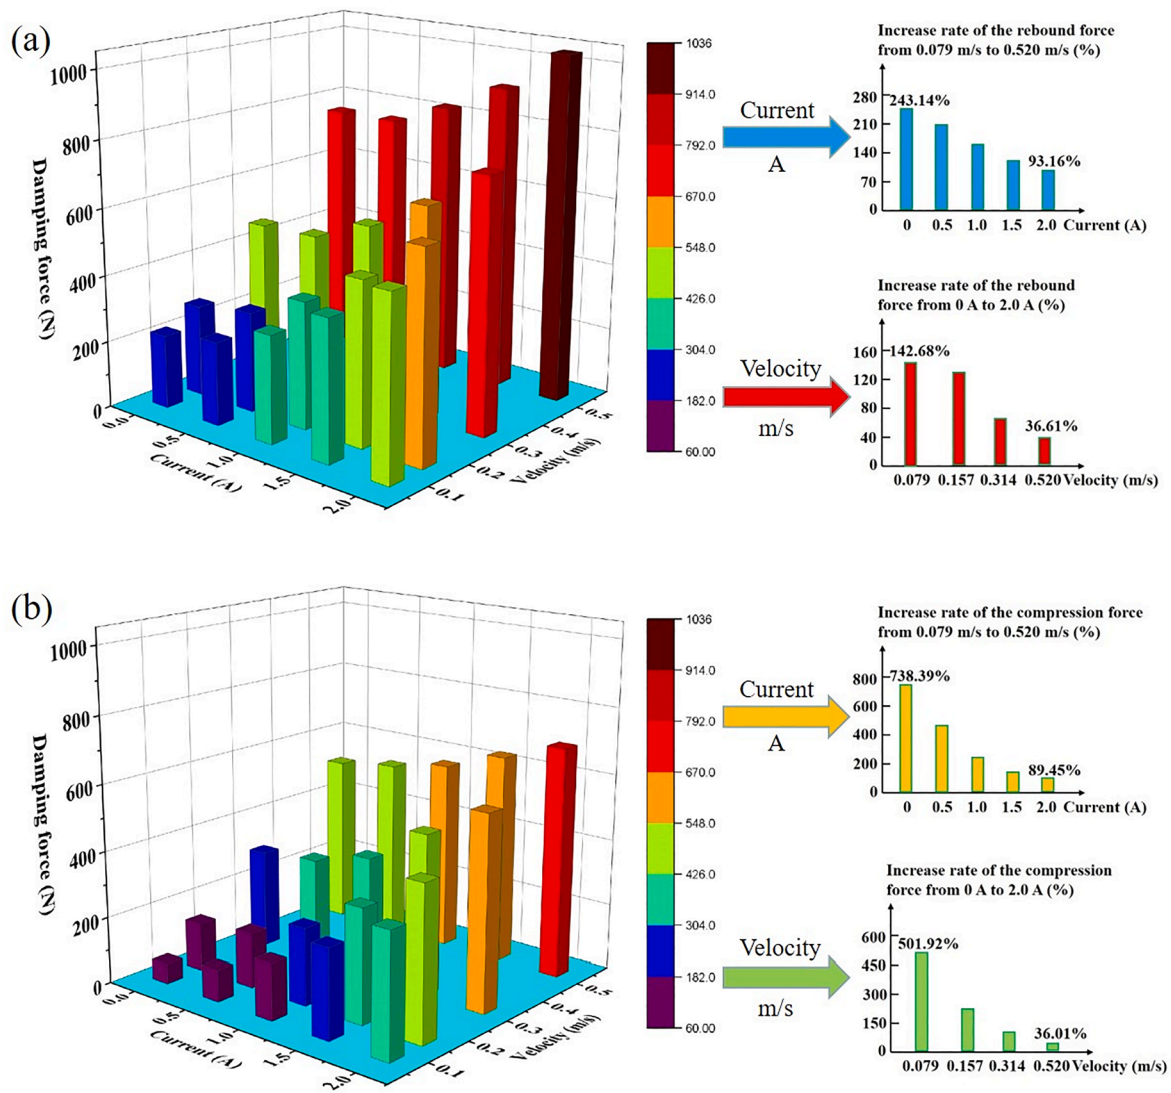 (a)
1000
800
600
400
200
0
Damping force (N)
0.0
0.5
1.0
1.5
2.0
Current (A)
0.1
0.2
0.3
0.4
0.5
Velocity (m/s)
1036
914.0
792.0
670.0
548.0
426.0
304.0
182.0
60.00
Current
A
Velocity
m/s
Increase rate of the rebound force
from 0.079 m/s to 0.520 m/s (%)
280
210
140
70
0
243.14%
93.16%
0 0.5 1.0 1.5 2.0 Current (A)
Increase rate of the rebound
force from 0 A to 2.0 A (%)
160
120
80
40
0
142.68%
36.61%
0.079 0.157 0.314 0.520 Velocity (m/s)
(b)
1000
800
600
400
200
0
Damping force (N)
0.0
0.5
1.0
1.5
2.0
Current (A)
0.1
0.2
0.3
0.4
0.5
Velocity (m/s)
1036
914.0
792.0
670.0
548.0
426.0
304.0
182.0
60.00
Current
A
Velocity
m/s
Increase rate of the compression force
from 0.079 m/s to 0.520 m/s (%)
800
600
400
200
0
738.39%
89.45%
0 0.5 1.0 1.5 2.0 Current (A)
Increase rate of the compression
force from 0 A to 2.0 A (%)
600
450
300
150
0
501.92%
36.01%
0.079 0.157 0.314 0.520 Velocity (m/s)